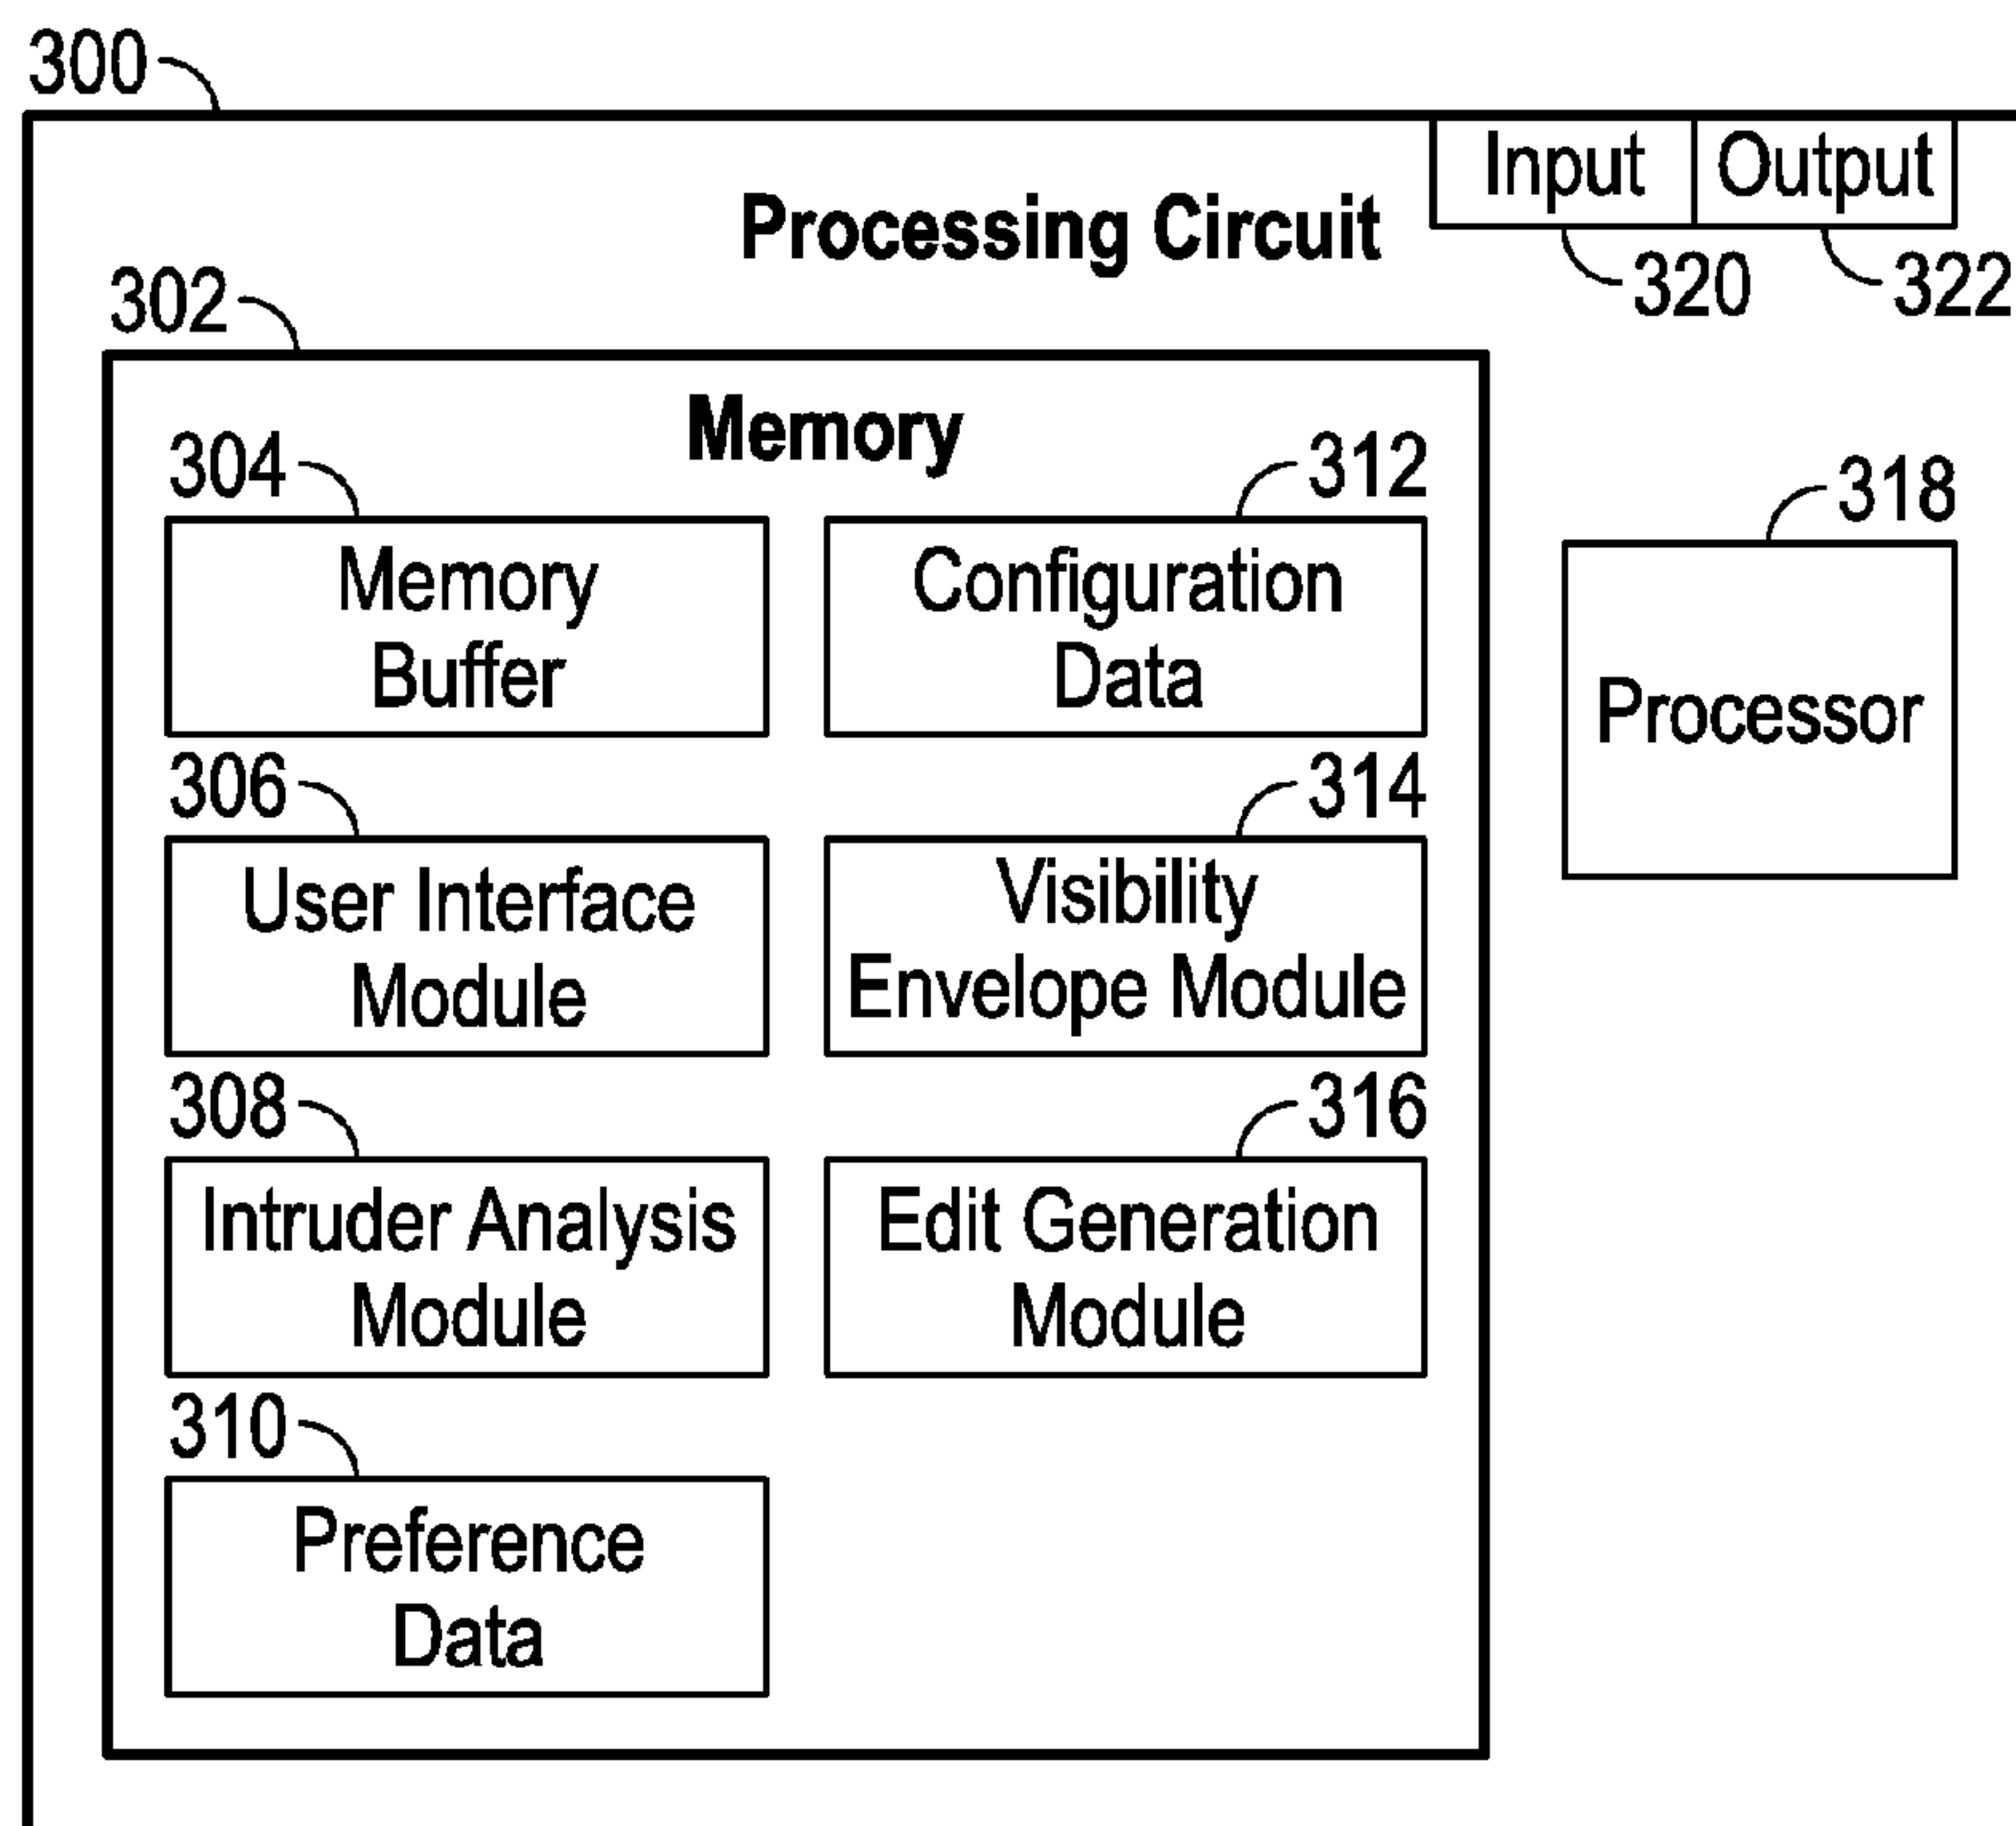 300
Input
Output
Processing Circuit
320
322
302
Memory
304
312
318
Memory
Buffer
Configuration
Data
Processor
306
314
User Interface
Module
Visibility
Envelope Module
308
316
Intruder Analysis
Module
Edit Generation
Module
310
Preference
Data